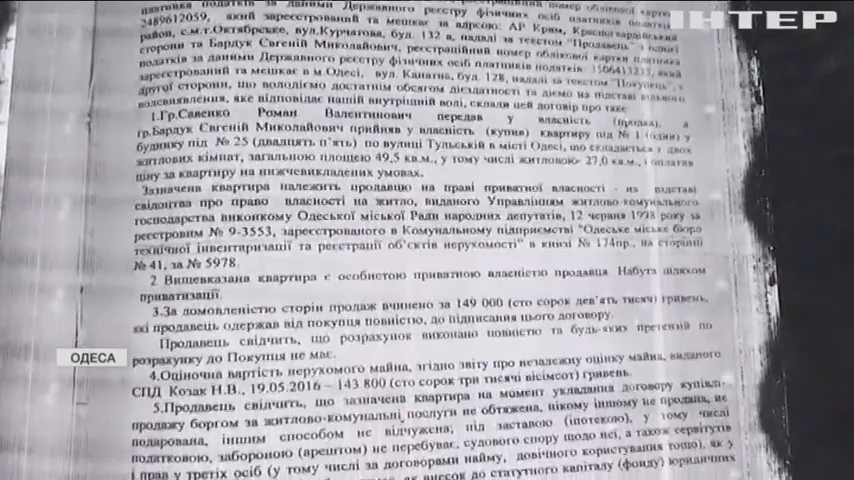 ІНТЕР
платника податків за даними Державного реєстру фізичних осіб платників податків
2489612059, який зареєстрований та мешкає за адресою: АР Крим, Красногвардійський
район, с.м.т.Октябрське, вул.Курчатова, буд. 132 а, надалі за текстом "Продавець" з однієї
сторони та Бардук Євгеній Миколайович, реєстраційний номер облікової картки платника
податків за даними Державного реєстру фізичних осіб платників податків який
зареєстрований та мешкає в м.Одесі, вул. Канатна, буд. 128, надалі за текстом "Покупець", з
другої сторони, що володіємо достатнім обсягом дієздатності та діємо на підставі вільного
волевиявлення, яке відповідає нашій внутрішній волі, склали цей договір про таке
1.Гр.Савенко Роман Валентинович передав у власність (продав), а
гр.Бардук Євгеній Миколайович прийняв у власність (купив) квартиру під № 1 (один) у
будинку під № 25 (двадцять п'ять) по вулиці Тульській в місті Одесі, що складається з двох
житлових кімнат, загальною площею 49,5 кв.м., у тому числі житловою- 27,0 кв.м., і оплатив
ціну за квартиру на нижчевикладених умовах.
Зазначена квартира належить продавцю на праві приватної власності - на підставі
свідоцтва про право власності на житло, виданого Управлінням житлово-комунального
господарства виконкому Одеської міської Ради народних депутатів, 12 червня 1998 року за
реєстровим № 9-3553, зареєстрованого в Комунальному підприємстві "Одеське міське бюро
технічної інвентаризації та реєстрації об'єктів нерухомості" в книзі № 174пр., на сторінці
№ 41, за № 5978.
2 Вищевказана квартира є особистою приватною власністю продавця. Набута шляхом
приватизації.
3.За домовленістю сторін продаж вчинено за 149 000 (сто сорок дев'ять тисяч) гривень,
які продавець одержав від покупця повністю, до підписання цього договору.
Продавець свідчить, що розрахунок виконано повністю та будь-яких претензій по
розрахунку до Покупця не має.
4.Оціночна вартість нерухомого майна, згідно звіту про незалежну оцінку майна, виданого
СПД Козак Н.В., 19.05.2016 – 143 800 (сто сорок три тисячі вісімсот) гривень.
5.Продавець свідчить, що зазначена квартира на момент укладання договору купівлі-
продажу боргом за житлово-комунальні послуги не обтяжена, нікому іншому не продана, не
подарована, іншим способом не відчужена, під заставою (іпотекою), у тому числі
податковою, забороною (арештом) не перебуває, судового спору щодо неї, а також сервітутів
і прав у третіх осіб (у тому числі за договорами найму, довічного користування тощо), як у
як внесок до статутного капіталу (фонду) юридичних
ОДЕСА